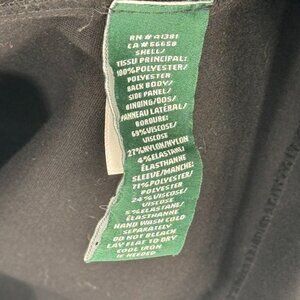 RN# 41381
CA# 56650
SHELL/
TISSU PRINCIPAL:
100% POLYESTER/
POLYESTER
BACK BODY/
SIDE PANEL/
BINDING/DOS/
PANNEAU LATÉRAL/
BORDURE:
69% VISCOSE/
VISCOSE
27% NYLON/NYLON
4% ELASTANE/
ÉLASTHANNE
SLEEVE/MANCHE:
71% POLYESTER/
POLYESTER
24% VISCOSE/
VISCOSE
5% ELASTANE/
ÉLASTHANNE
HAND WASH COLD
SEPARATELY
DO NOT BLEACH
LAY FLAT TO DRY
COOL IRON
IF NEEDED